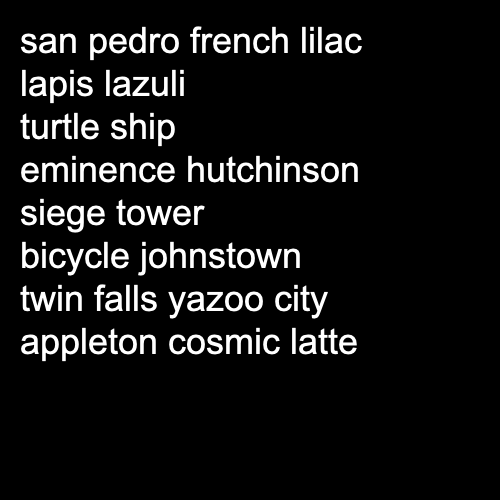 san pedro french lilac
lapis lazuli
turtle ship
eminence hutchinson
siege tower
bicycle johnstown
twin falls yazoo city
appleton cosmic latte